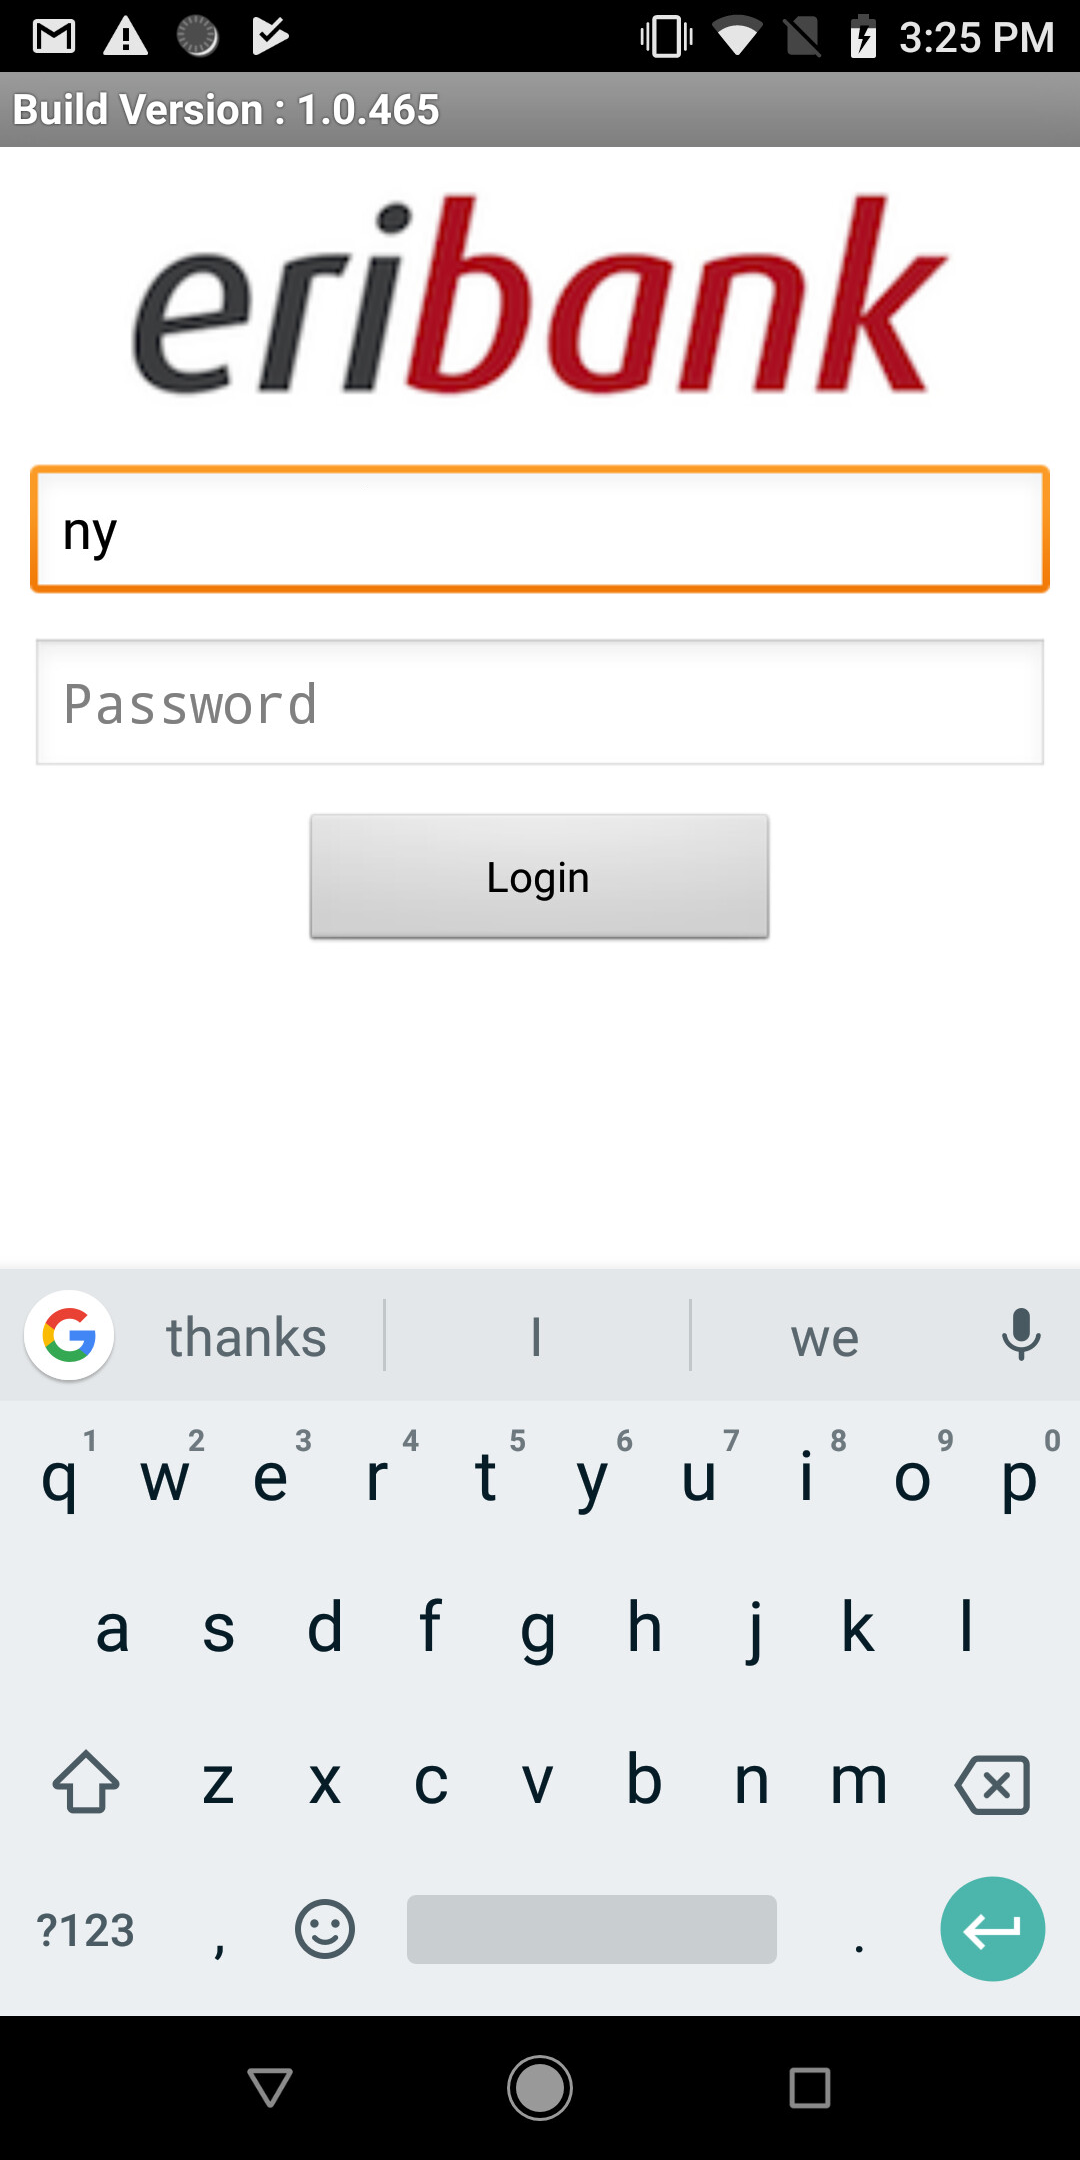 3:25 PM
Build Version : 1.0.465
eribank
ny
Password
Login
thanks I we
1 2 3 4 5 6 7 8 9 0
q w e r t y u i o p
a s d f g h j k l
z x c v b n m
?123 , .